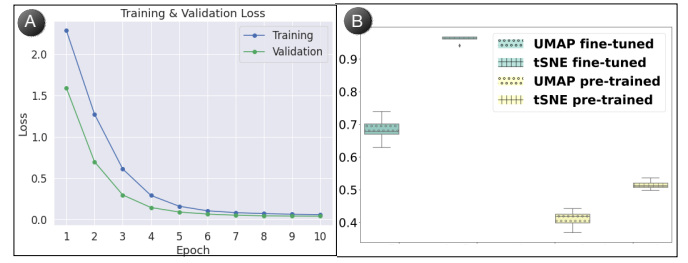 A
Training & Validation Loss
Training
Validation
2.0
1.5
1.0
0.5
0.0
Loss
1 2 3 4 5 6 7 8 9 10
Epoch
B
UMAP fine-tuned
tSNE fine-tuned
UMAP pre-trained
tSNE pre-trained
0.9
0.8
0.7
0.6
0.5
0.4